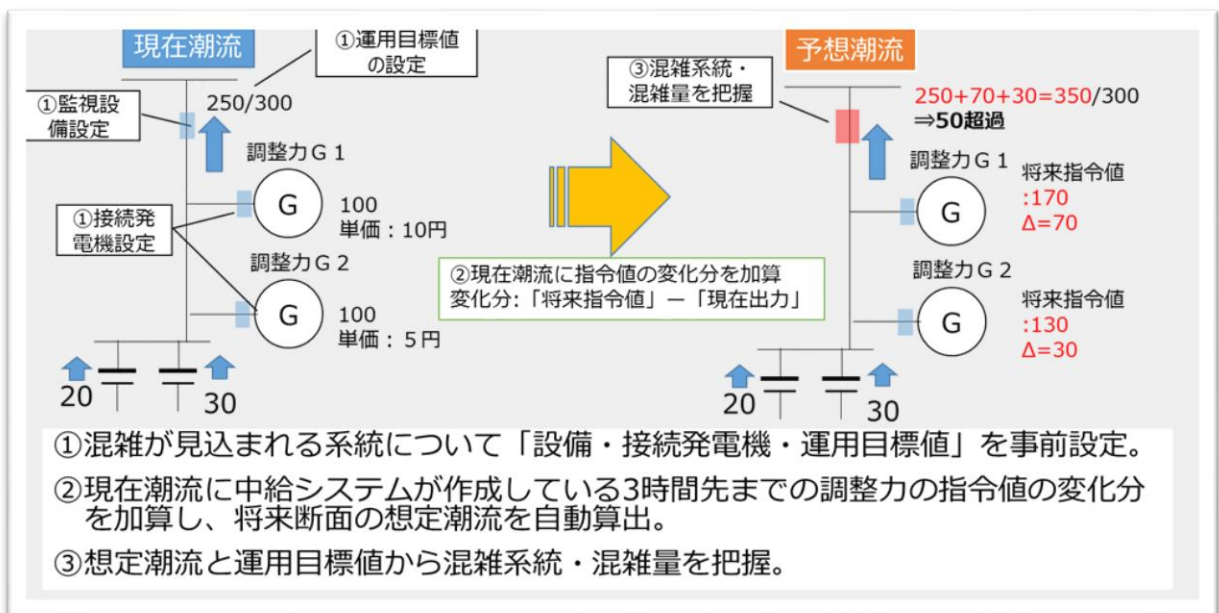 現在潮流
①運用目標値
の設定
①監視設
備設定
250/300
調整力G1
G
100
単価：10円
①接続発
電機設定
調整力G2
G
100
単価：5円
20
30
②現在潮流に指令値の変化分を加算
変化分:「将来指令値」－「現在出力」
予想潮流
③混雑系統・
混雑量を把握
250+70+30=350/300
⇒50超過
調整力G1
G
将来指令値
:170
Δ=70
調整力G2
G
将来指令値
:130
Δ=30
20
30
①混雑が見込まれる系統について「設備・接続発電機・運用目標値」を事前設定。
②現在潮流に中給システムが作成している3時間先までの調整力の指令値の変化分
を加算し、将来断面の想定潮流を自動算出。
③想定潮流と運用目標値から混雑系統・混雑量を把握。